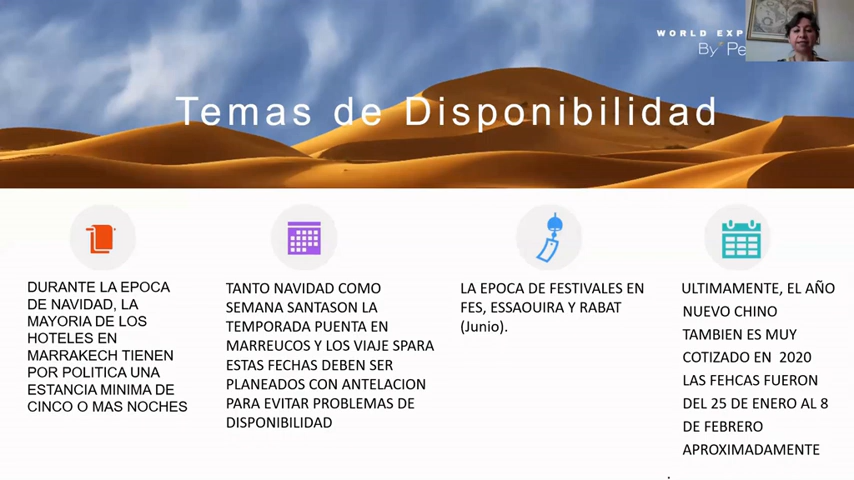 WORLD EXP
By Pe
Temas de Disponibilidad
DURANTE LA EPOCA
DE NAVIDAD, LA
MAYORIA DE LOS
HOTELES EN
MARRAKECH TIENEN
POR POLITICA UNA
ESTANCIA MINIMA DE
CINCO O MAS NOCHES
TANTO NAVIDAD COMO
SEMANA SANTASON LA
TEMPORADA PUENTA EN
MARREUCOS Y LOS VIAJE SPARA
ESTAS FECHAS DEBEN SER
PLANEADOS CON ANTELACION
PARA EVITAR PROBLEMAS DE
DISPONIBILIDAD
LA EPOCA DE FESTIVALES EN
FES, ESSAOUIRA Y RABAT
(Junio).
ULTIMAMENTE, EL AÑO
NUEVO CHINO
TAMBIEN ES MUY
COTIZADO EN 2020
LAS FEHCAS FUERON
DEL 25 DE ENERO AL 8
DE FEBRERO
APROXIMADAMENTE
.